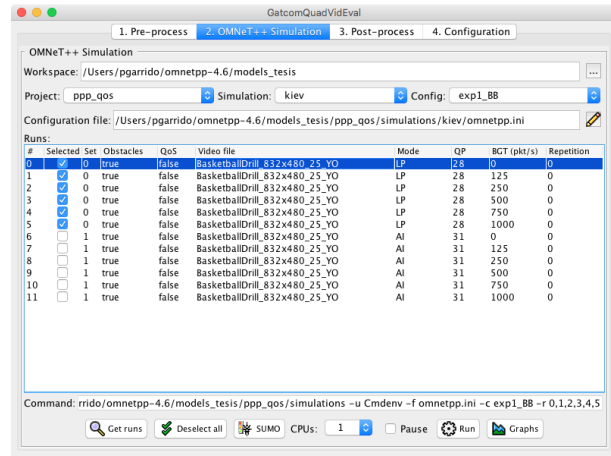 GatcomQuadVidEval
1. Pre-process 2. OMNeT++ Simulation 3. Post-process 4. Configuration
OMNeT++ Simulation
Workspace: /Users/pgarrido/omnetpp-4.6/models_tesis ...
Project: ppp_qos Simulation: kiev Config: exp1_BB
Configuration file: /Users/pgarrido/omnetpp-4.6/models_tesis/ppp_qos/simulations/kiev/omnetpp.ini
Runs:
# Selected Set Obstacles QoS Video file Mode QP BGT (pkt/s) Repetition
0 0 true false BasketballDrill_832x480_25_YO LP 28 0 0
1 0 true false BasketballDrill_832x480_25_YO LP 28 125 0
2 0 true false BasketballDrill_832x480_25_YO LP 28 250 0
3 0 true false BasketballDrill_832x480_25_YO LP 28 500 0
4 0 true false BasketballDrill_832x480_25_YO LP 28 750 0
5 0 true false BasketballDrill_832x480_25_YO LP 28 1000 0
6 1 true false BasketballDrill_832x480_25_YO AI 31 0 0
7 1 true false BasketballDrill_832x480_25_YO AI 31 125 0
8 1 true false BasketballDrill_832x480_25_YO AI 31 250 0
9 1 true false BasketballDrill_832x480_25_YO AI 31 500 0
10 1 true false BasketballDrill_832x480_25_YO AI 31 750 0
11 1 true false BasketballDrill_832x480_25_YO AI 31 1000 0
Command: rrido/omnetpp-4.6/models_tesis/ppp_qos/simulations -u Cmdenv -f omnetpp.ini -c exp1_BB -r 0,1,2,3,4,5
Get runs Deselect all SUMO CPUs: 1 Pause Run Graphs